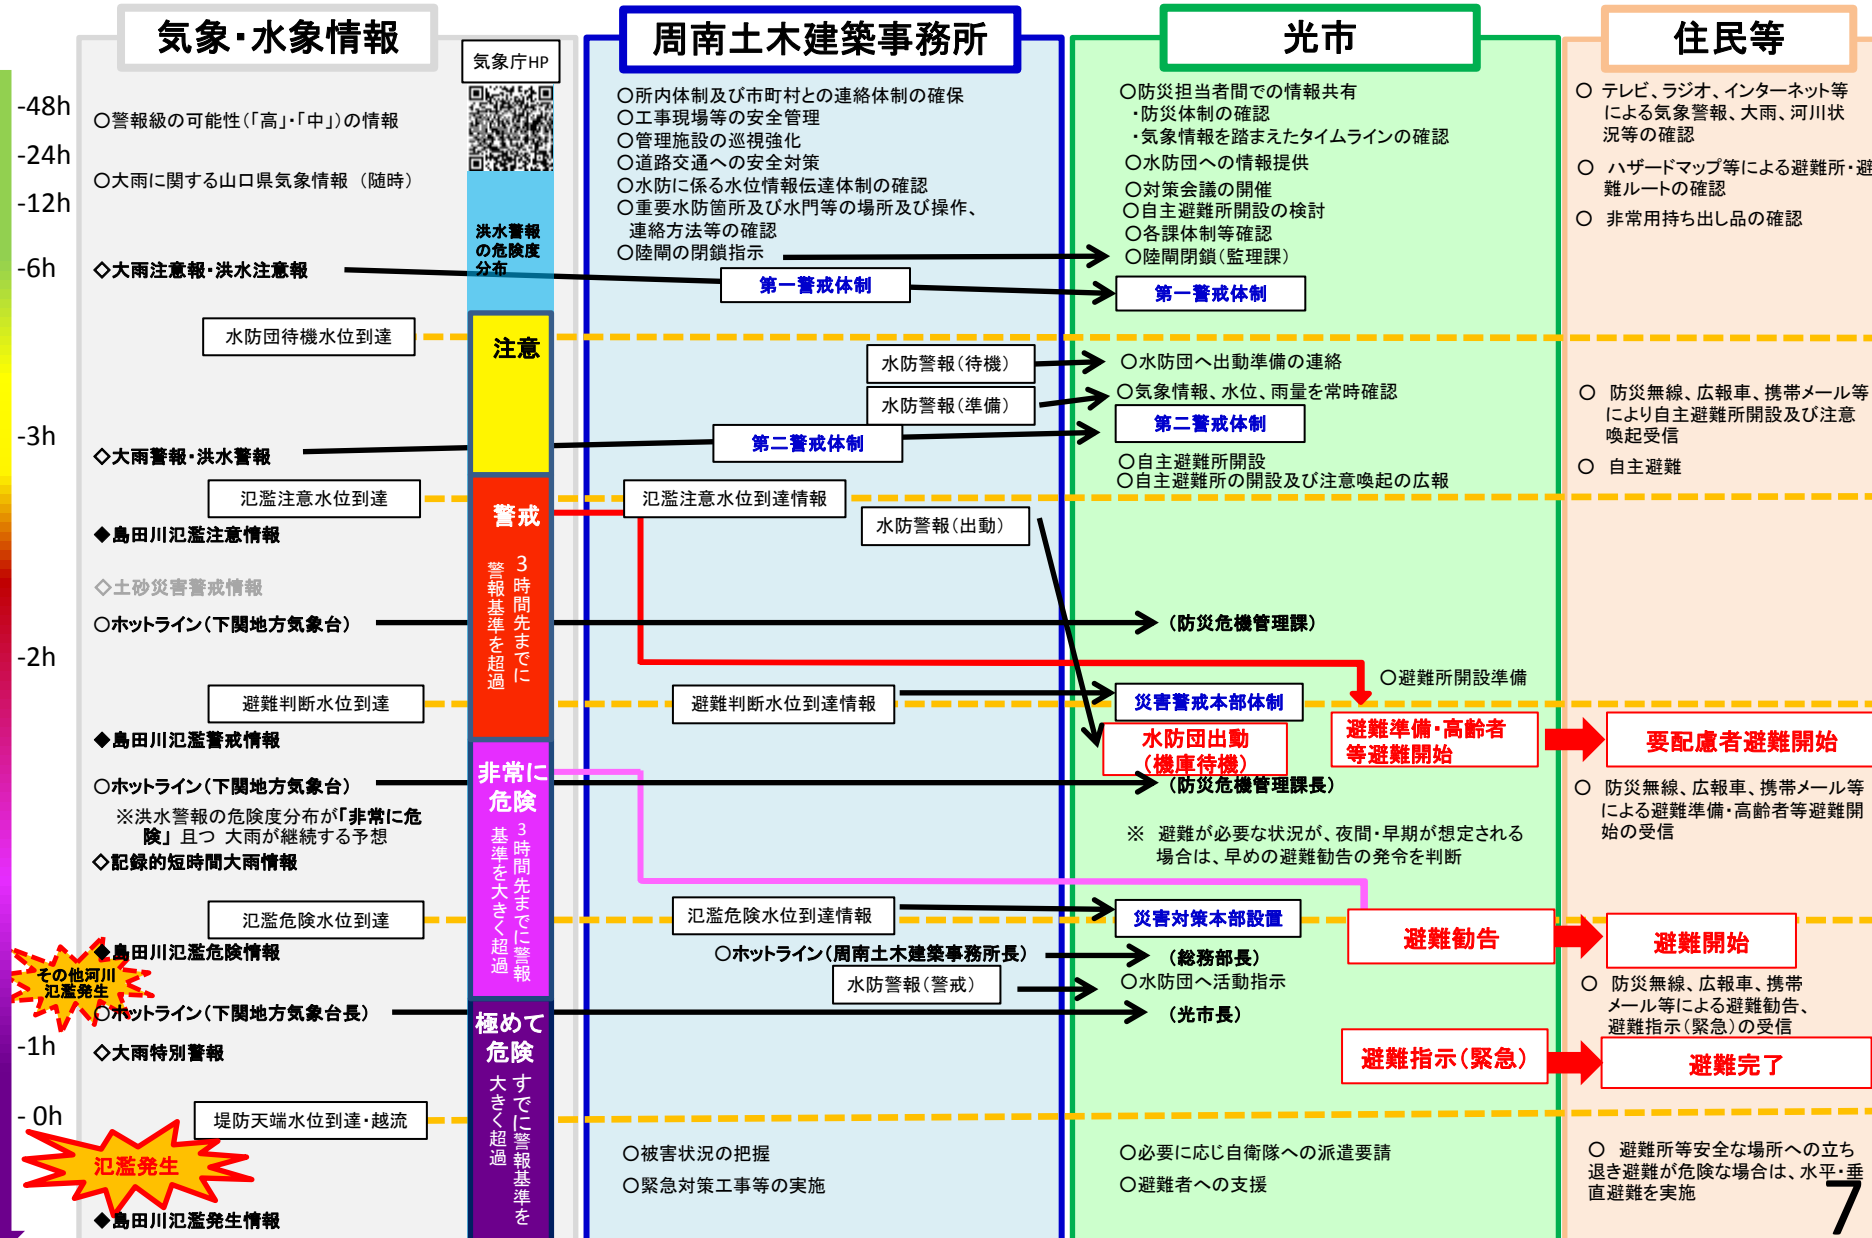 気象・水象情報
気象庁HP
-48h
-24h
-12h
-6h
-3h
-2h
-1h
- 0h
○警報級の可能性(「高」・「中」)の情報
○大雨に関する山口県気象情報 (随時)
◇大雨注意報・洪水注意報
水防団待機水位到達
◇大雨警報・洪水警報
氾濫注意水位到達
◆島田川氾濫注意情報
◇土砂災害警戒情報
○ホットライン(下関地方気象台)
避難判断水位到達
◆島田川氾濫警戒情報
○ホットライン(下関地方気象台)
※洪水警報の危険度分布が「非常に危
険」 且つ 大雨が継続する予想
◇記録的短時間大雨情報
氾濫危険水位到達
◆島田川氾濫危険情報
その他河川
氾濫発生
○ホットライン(下関地方気象台長)
◇大雨特別警報
堤防天端水位到達・越流
氾濫発生
◆島田川氾濫発生情報
洪水警報
の危険度
分布
注意
警戒
3時間先までに
警報基準を超過
非常に
危険
3時間先までに警報
基準を大きく超過
極めて
危険
すでに警報基準を
大きく超過
周南土木建築事務所
○所内体制及び市町村との連絡体制の確保
○工事現場等の安全管理
○管理施設の巡視強化
○道路交通への安全対策
○水防に係る水位情報伝達体制の確認
○重要水防箇所及び水門等の場所及び操作、
連絡方法等の確認
○陸閘の閉鎖指示
第一警戒体制
水防警報(待機)
水防警報(準備)
第二警戒体制
氾濫注意水位到達情報
水防警報(出動)
避難判断水位到達情報
氾濫危険水位到達情報
○ホットライン(周南土木建築事務所長)
水防警報(警戒)
○被害状況の把握
○緊急対策工事等の実施
光市
○防災担当者間での情報共有
・防災体制の確認
・気象情報を踏まえたタイムラインの確認
○水防団への情報提供
○対策会議の開催
○自主避難所開設の検討
○各課体制等確認
○陸閘閉鎖(監理課)
第一警戒体制
○水防団へ出動準備の連絡
○気象情報、水位、雨量を常時確認
第二警戒体制
○自主避難所開設
○自主避難所の開設及び注意喚起の広報
(防災危機管理課)
○避難所開設準備
災害警戒本部体制
水防団出動
(機庫待機)
避難準備・高齢者
等避難開始
(防災危機管理課長)
※ 避難が必要な状況が、夜間・早期が想定される
場合は、早めの避難勧告の発令を判断
災害対策本部設置
避難勧告
(総務部長)
○水防団へ活動指示
(光市長)
避難指示(緊急)
○必要に応じ自衛隊への派遣要請
○避難者への支援
住民等
○ テレビ、ラジオ、インターネット等
による気象警報、大雨、河川状
況等の確認
○ ハザードマップ等による避難所・避
難ルートの確認
○ 非常用持ち出し品の確認
○ 防災無線、広報車、携帯メール等
により自主避難所開設及び注意
喚起受信
○ 自主避難
要配慮者避難開始
○ 防災無線、広報車、携帯メール等
による避難準備・高齢者等避難開
始の受信
避難開始
○ 防災無線、広報車、携帯
メール等による避難勧告、
避難指示(緊急)の受信
避難完了
○ 避難所等安全な場所への立ち
退き避難が危険な場合は、水平・垂
直避難を実施
7